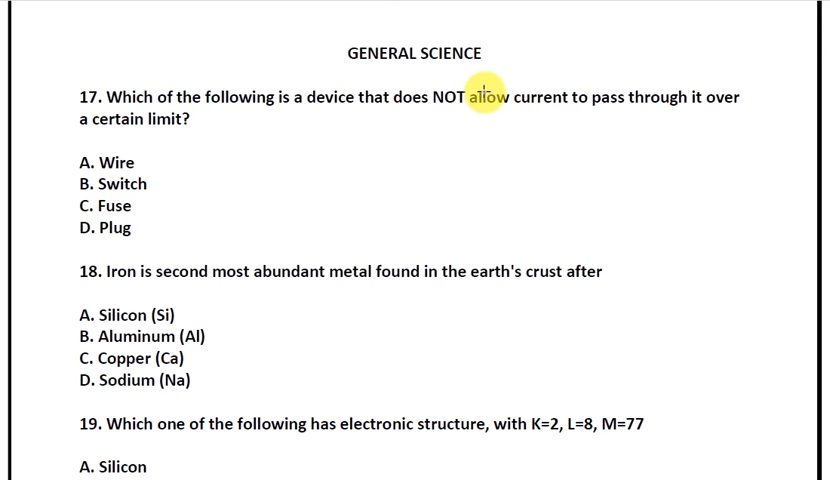 GENERAL SCIENCE
17. Which of the following is a device that does NOT allow current to pass through it over
a certain limit?
A. Wire
B. Switch
C. Fuse
D. Plug
18. Iron is second most abundant metal found in the earth's crust after
A. Silicon (Si)
B. Aluminum (Al)
C. Copper (Ca)
D. Sodium (Na)
19. Which one of the following has electronic structure, with K=2, L=8, M=77
A. Silicon